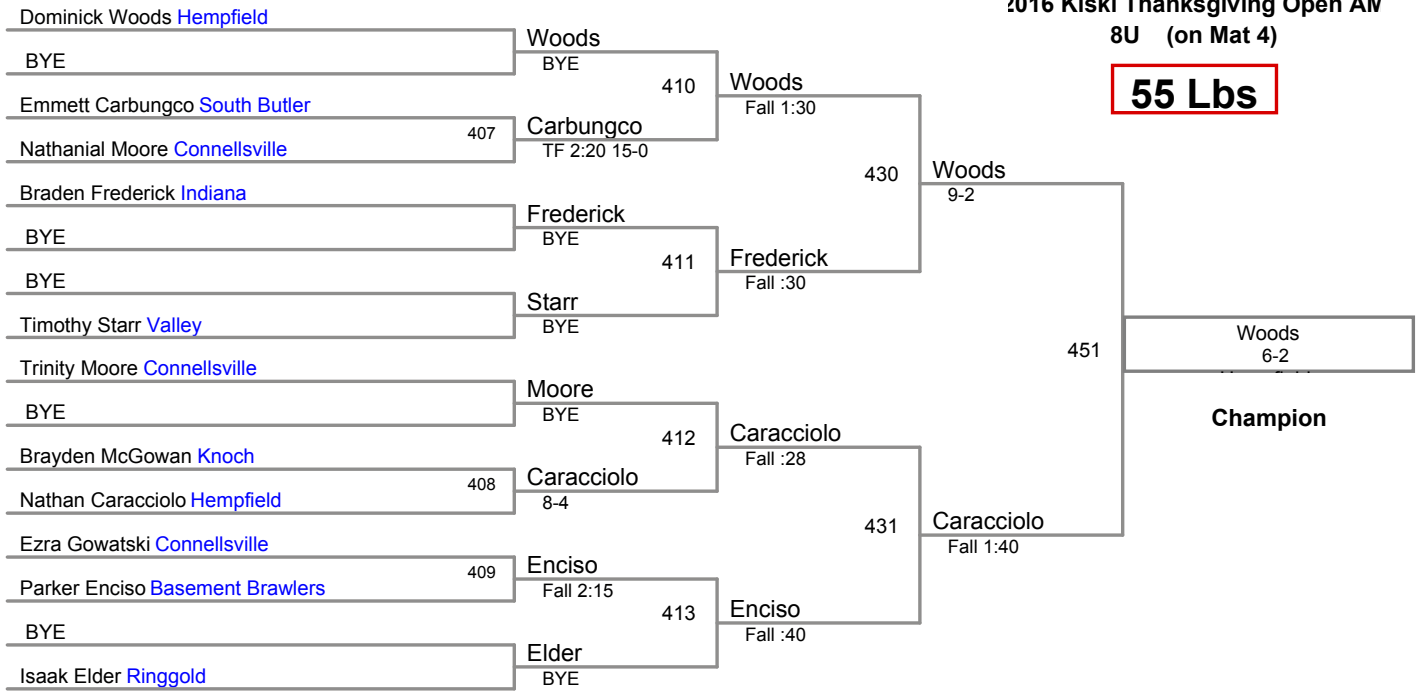 2016 Kiski Thanksgiving Open AM
8U (on Mat 4)
55 Lbs
Dominick Woods Hempfield
BYE
Emmett Carbungco South Butler
Nathanial Moore Connellsville
Braden Frederick Indiana
BYE
BYE
Timothy Starr Valley
Trinity Moore Connellsville
BYE
Brayden McGowan Knoch
Nathan Caracciolo Hempfield
Ezra Gowatski Connellsville
Parker Enciso Basement Brawlers
BYE
Isaak Elder Ringgold
Woods
BYE
407
Carbungco
TF 2:20 15-0
Frederick
BYE
Starr
BYE
Moore
BYE
408
Caracciolo
8-4
409
Enciso
Fall 2:15
Elder
BYE
410
Woods
Fall 1:30
411
Frederick
Fall :30
412
Caracciolo
Fall :28
413
Enciso
Fall :40
430
Woods
9-2
431
Caracciolo
Fall 1:40
451
Woods
6-2
Champion